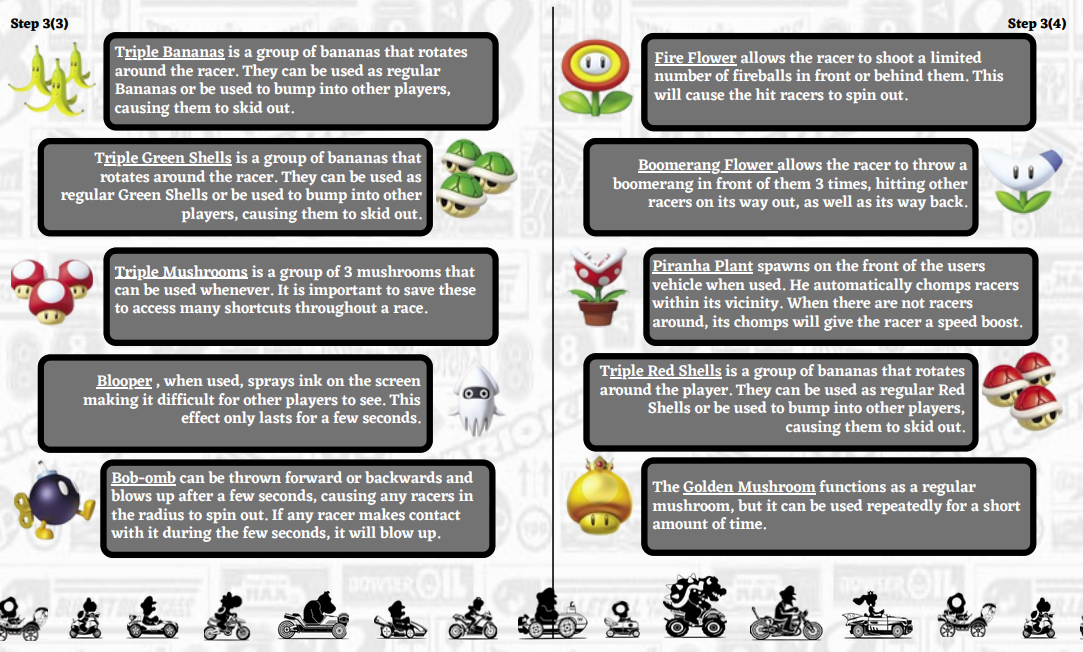 Step 3(3)
Triple Bananas is a group of bananas that rotates
around the racer. They can be used as regular
Bananas or be used to bump into other players,
causing them to skid out.
Triple Green Shells is a group of bananas that
rotates around the racer. They can be used as
regular Green Shells or be used to bump into other
players, causing them to skid out.
Triple Mushrooms is a group of 3 mushrooms that
can be used whenever. It is important to save these
to access many shortcuts throughout a race.
Blooper , when used, sprays ink on the screen
making it difficult for other players to see. This
effect only lasts for a few seconds.
Bob-omb can be thrown forward or backwards and
blows up after a few seconds, causing any racers in
the radius to spin out. If any racer makes contact
with it during the few seconds, it will blow up.
Step 3(4)
Fire Flower allows the racer to shoot a limited
number of fireballs in front or behind them. This
will cause the hit racers to spin out.
Boomerang Flower allows the racer to throw a
boomerang in front of them 3 times, hitting other
racers on its way out, as well as its way back.
Piranha Plant spawns on the front of the users
vehicle when used. He automatically chomps racers
within its vicinity. When there are not racers
around, its chomps will give the racer a speed boost.
Triple Red Shells is a group of bananas that rotates
around the player. They can be used as regular Red
Shells or be used to bump into other players,
causing them to skid out.
The Golden Mushroom functions as a regular
mushroom, but it can be used repeatedly for a short
amount of time.